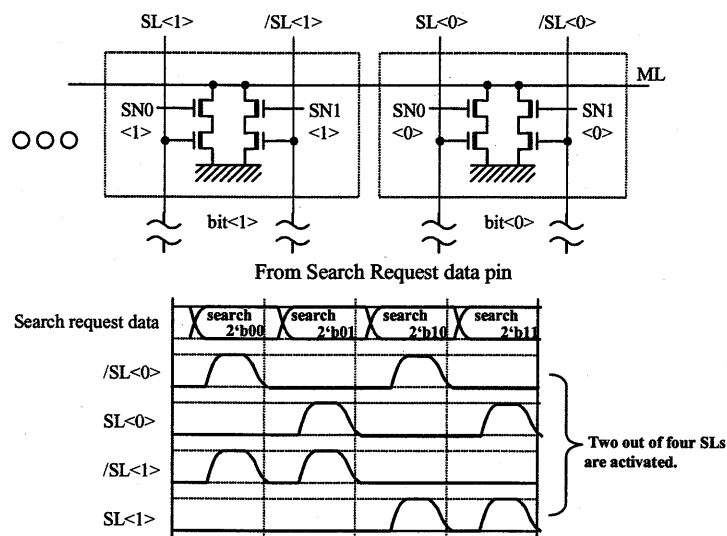 SL<1> /SL<1> SL<0> /SL<0>
ML
SN0 SN1 SN0 SN1
<1> <1> <0> <0>
bit<1> bit<0>
From Search Request data pin
Search request data
search 2‘b00 search 2‘b01 search 2‘b10 search 2‘b11
/SL<0>
SL<0>
/SL<1>
SL<1>
Two out of four SLs
are activated.